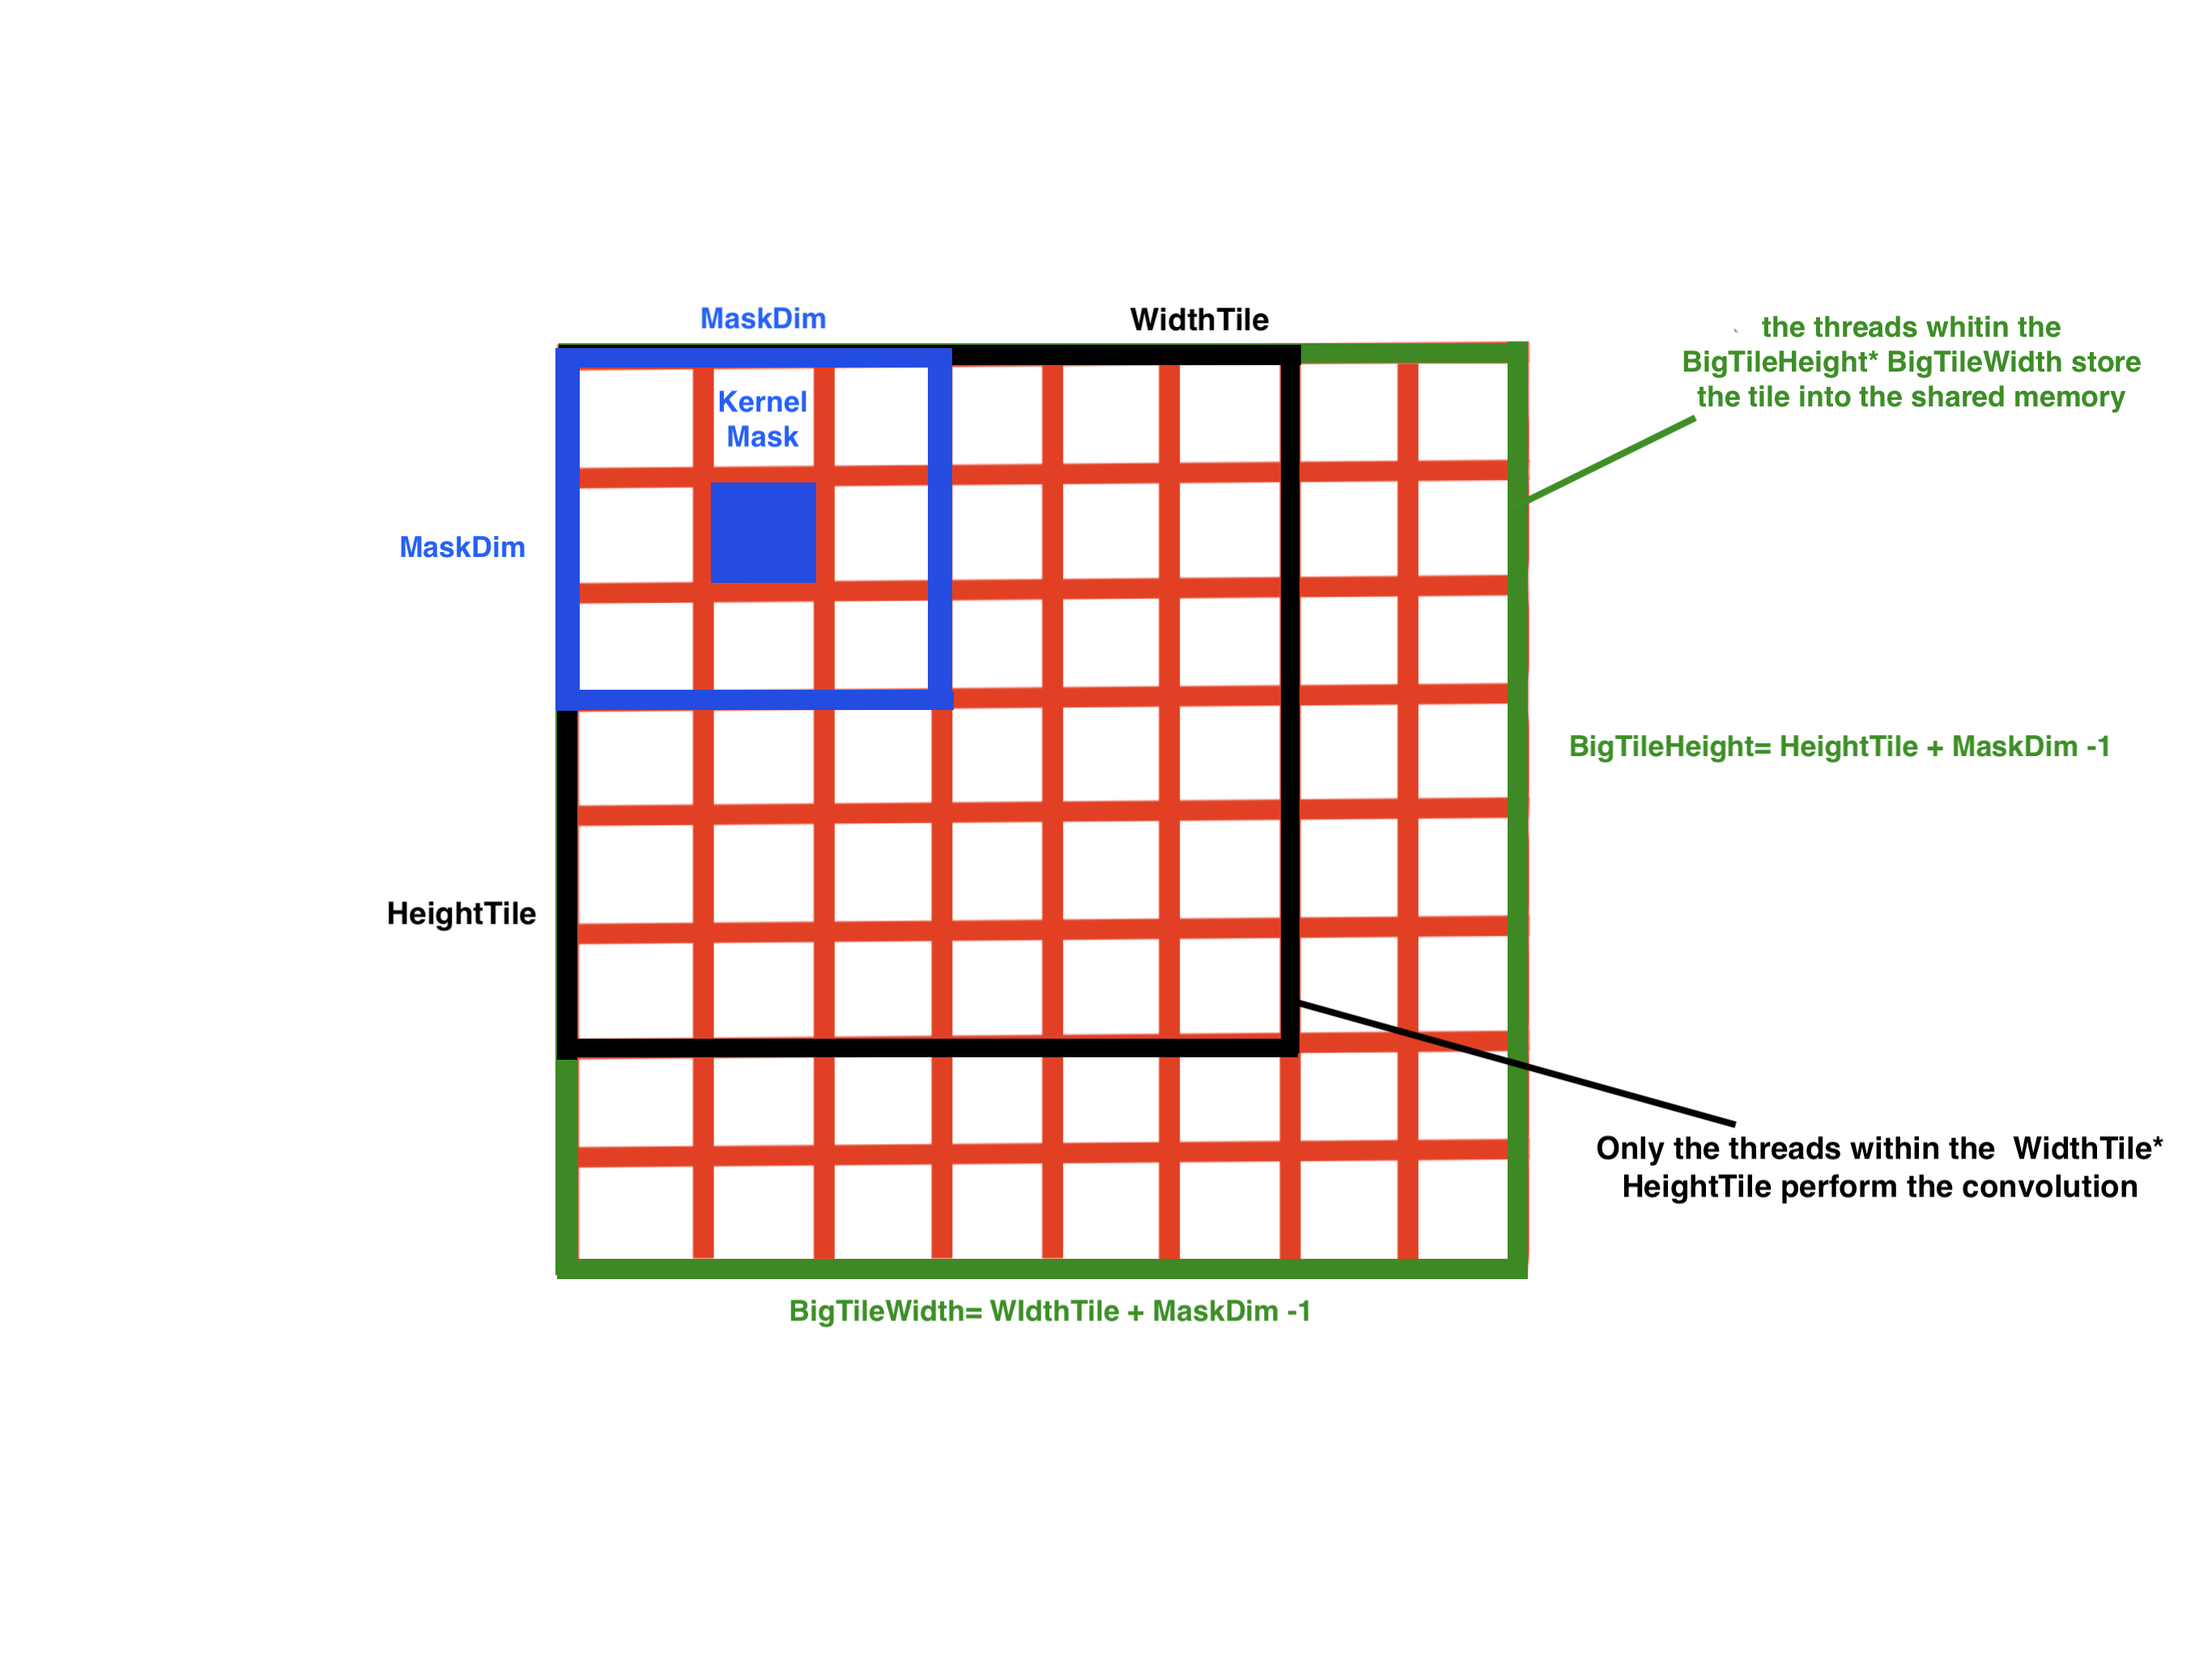 MaskDim
WidthTile
the threads whitin the
BigTileHeight* BigTileWidth store
the tile into the shared memory
Kernel
Mask
MaskDim
BigTileHeight= HeightTile + MaskDim -1
HeightTile
Only the threads within the  WidthTile*
HeightTile perform the convolution
BigTileWidth= WIdthTile + MaskDim -1